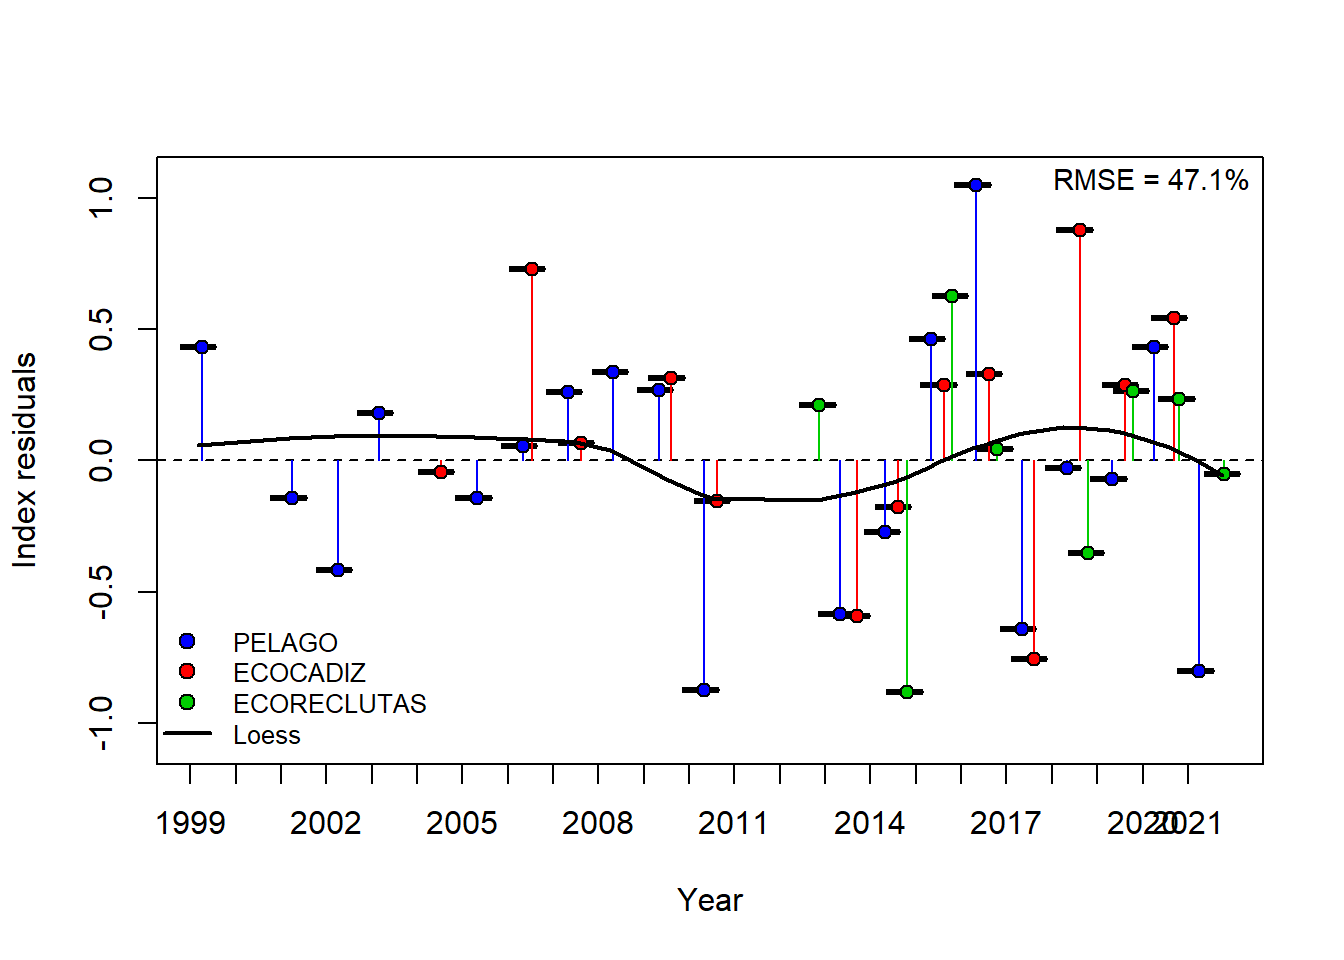 RMSE = 47.1%
Index residuals
1.0
0.5
0.0
-0.5
-1.0
PELAGO
ECOCADIZ
ECORECLUTAS
Loess
1999 2002 2005 2008 2011 2014 2017 2020 2021
Year